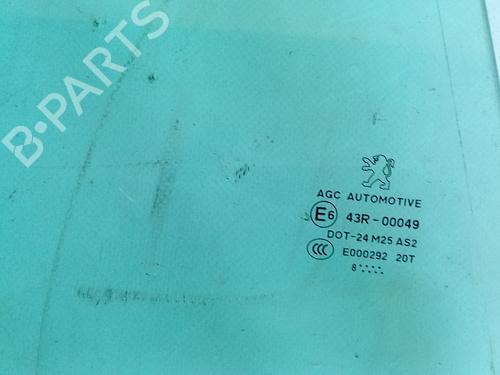 B-PARTS
AGC AUTOMOTIVE
E6 43R-00049
DOT-24 M25 AS2
CCC E000292 20T
8